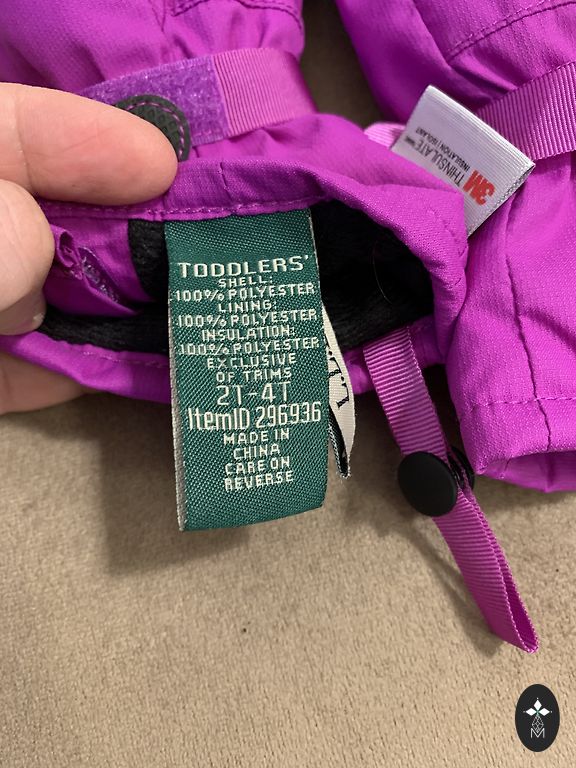 TODDLERS'
SHELL:
100% POLYESTER
LINING:
100% POLYESTER
INSULATION:
100% POLYESTER
EXCLUSIVE
OF TRIMS
2T-4T
ItemID 296936
MADE IN
CHINA
CARE ON
REVERSE
3M
THINSULATE
INSULATION
L.L.
M